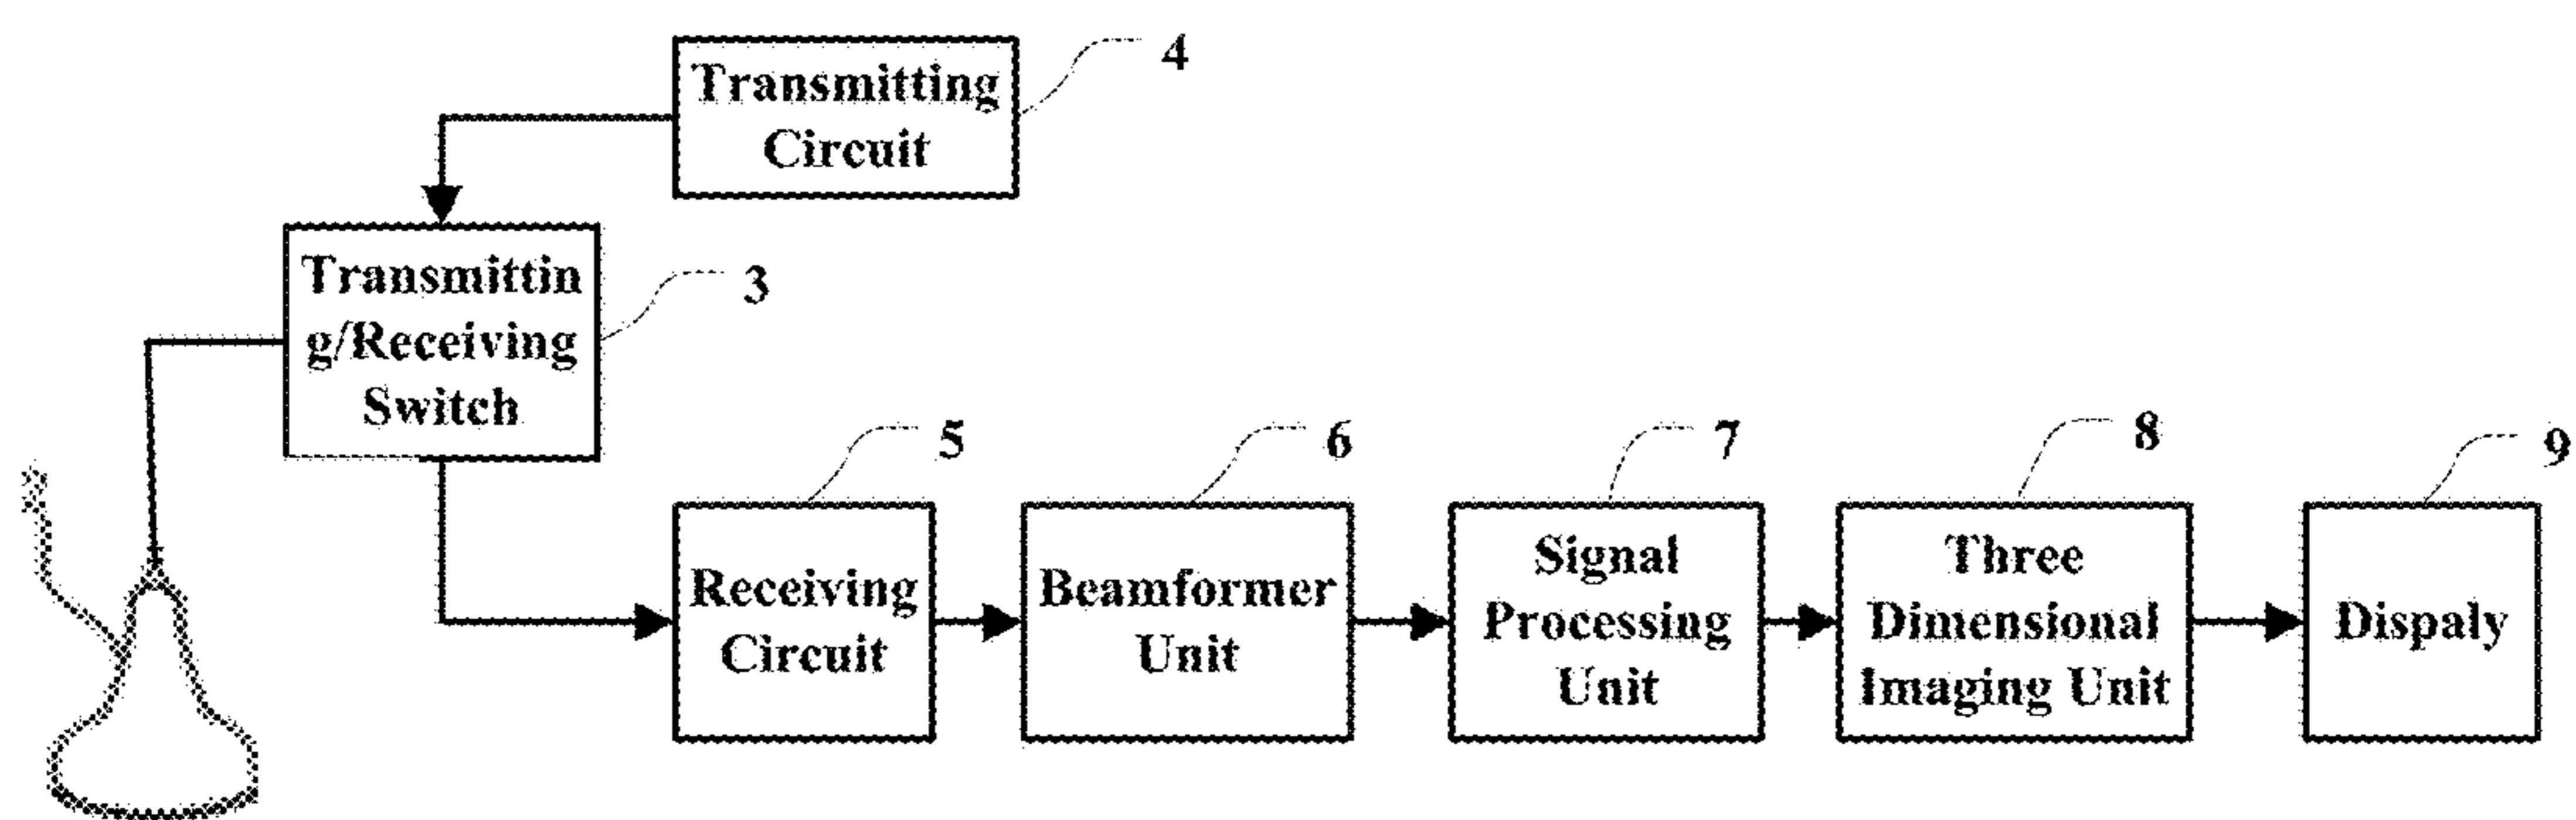 Transmitting
Circuit
4
Transmittin
g/Receiving
Switch
3
Receiving
Circuit
5
Beamformer
Unit
6
Signal
Processing
Unit
7
Three
Dimensional
Imaging Unit
8
Dispaly
9